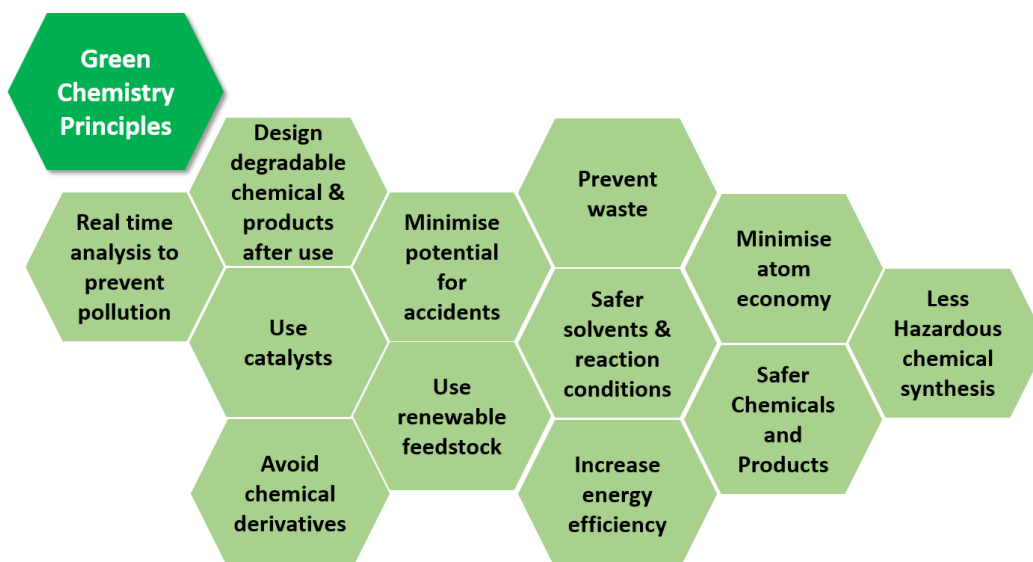 Green
Chemistry
Principles
Design
degradable
chemical &
products
after use
Prevent
waste
Real time
analysis to
prevent
pollution
Minimise
potential
for
accidents
Minimise
atom
economy
Use
catalysts
Safer
solvents &
reaction
conditions
Less
Hazardous
chemical
synthesis
Use
renewable
feedstock
Safer
Chemicals
and
Products
Avoid
chemical
derivatives
Increase
energy
efficiency